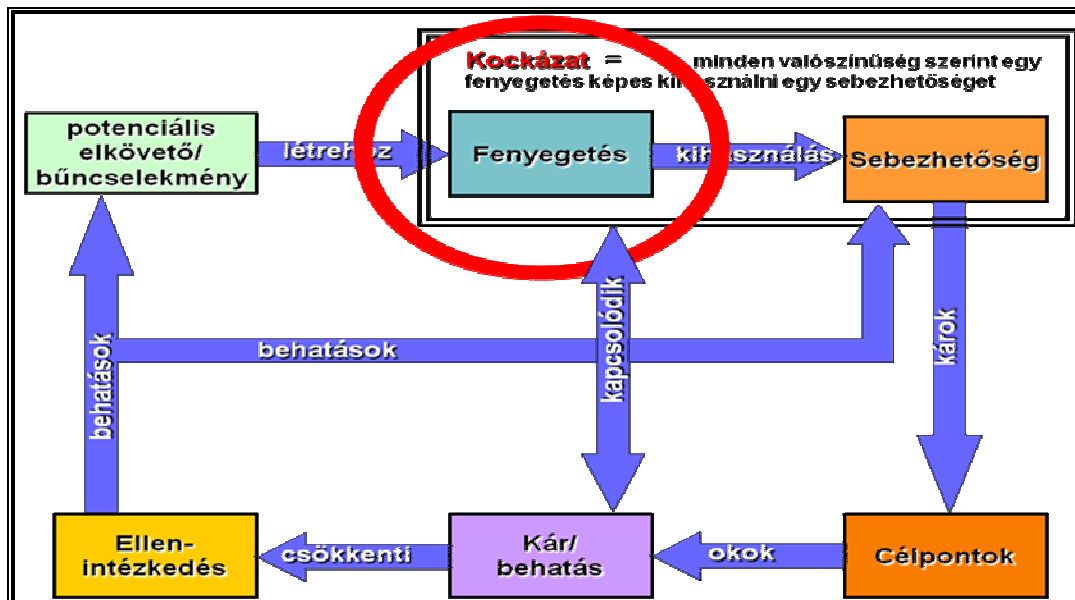 Kockázat = minden valószínűség szerint egy
fenyegetés képes kihasználni egy sebezhetőséget
potenciális
elkövető/
bűncselekmény
létrehoz
Fenyegetés
kihasználás
Sebezhetőség
behatások
behatások
kapcsolódik
károk
Ellen-
intézkedés
csökkenti
Kár/
behatás
okok
Célpontok